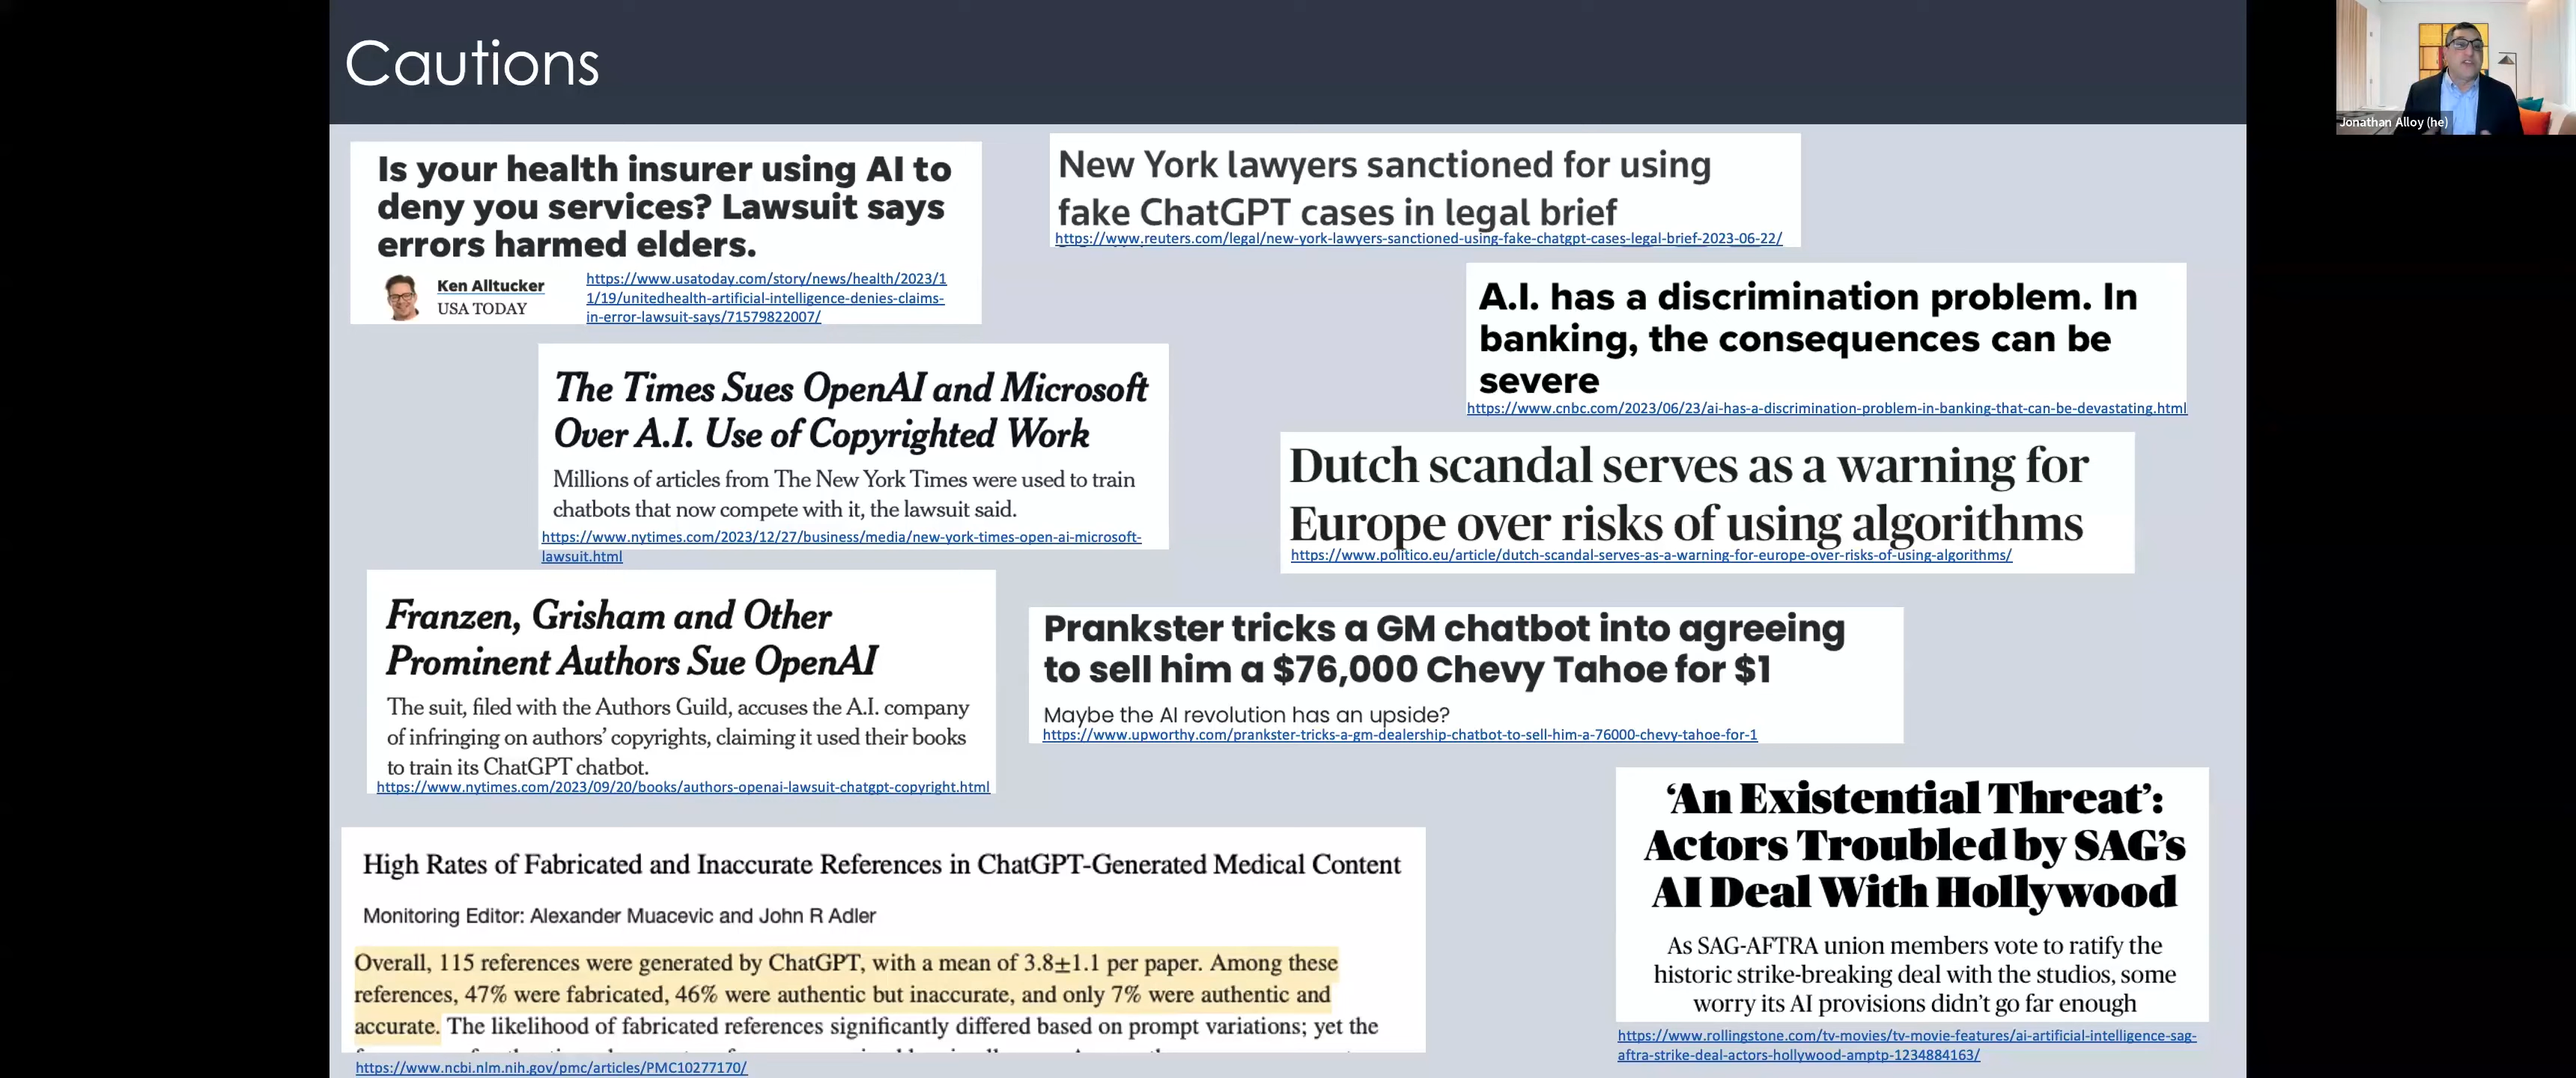 Cautions
Jonathan Alloy (he)
Is your health insurer using AI to
deny you services? Lawsuit says
errors harmed elders.
Ken Alltucker
USA TODAY
https://www.usatoday.com/story/news/health/2023/1
1/19/unitedhealth-artificial-intelligence-denies-claims-
in-error-lawsuit-says/71579822007/
New York lawyers sanctioned for using
fake ChatGPT cases in legal brief
https://www.reuters.com/legal/new-york-lawyers-sanctioned-using-fake-chatgpt-cases-legal-brief-2023-06-22/
A.I. has a discrimination problem. In
banking, the consequences can be
severe
https://www.cnbc.com/2023/06/23/ai-has-a-discrimination-problem-in-banking-that-can-be-devastating.html
The Times Sues OpenAI and Microsoft
Over A.I. Use of Copyrighted Work
Millions of articles from The New York Times were used to train
chatbots that now compete with it, the lawsuit said.
https://www.nytimes.com/2023/12/27/business/media/new-york-times-open-ai-microsoft-
lawsuit.html
Dutch scandal serves as a warning for
Europe over risks of using algorithms
https://www.politico.eu/article/dutch-scandal-serves-as-a-warning-for-europe-over-risks-of-using-algorithms/
Franzen, Grisham and Other
Prominent Authors Sue OpenAI
The suit, filed with the Authors Guild, accuses the A.I. company
of infringing on authors’ copyrights, claiming it used their books
to train its ChatGPT chatbot.
https://www.nytimes.com/2023/09/20/books/authors-openai-lawsuit-chatgpt-copyright.html
Prankster tricks a GM chatbot into agreeing
to sell him a $76,000 Chevy Tahoe for $1
Maybe the AI revolution has an upside?
https://www.upworthy.com/prankster-tricks-a-gm-dealership-chatbot-to-sell-him-a-76000-chevy-tahoe-for-1
High Rates of Fabricated and Inaccurate References in ChatGPT-Generated Medical Content
Monitoring Editor: Alexander Muacevic and John R Adler
Overall, 115 references were generated by ChatGPT, with a mean of 3.8±1.1 per paper. Among these
references, 47% were fabricated, 46% were authentic but inaccurate, and only 7% were authentic and
accurate. The likelihood of fabricated references significantly differed based on prompt variations; yet the
https://www.ncbi.nlm.nih.gov/pmc/articles/PMC10277170/
‘An Existential Threat’:
Actors Troubled by SAG’s
AI Deal With Hollywood
As SAG-AFTRA union members vote to ratify the
historic strike-breaking deal with the studios, some
worry its AI provisions didn’t go far enough
https://www.rollingstone.com/tv-movies/tv-movie-features/ai-artificial-intelligence-sag-
aftra-strike-deal-actors-hollywood-amptp-1234884163/